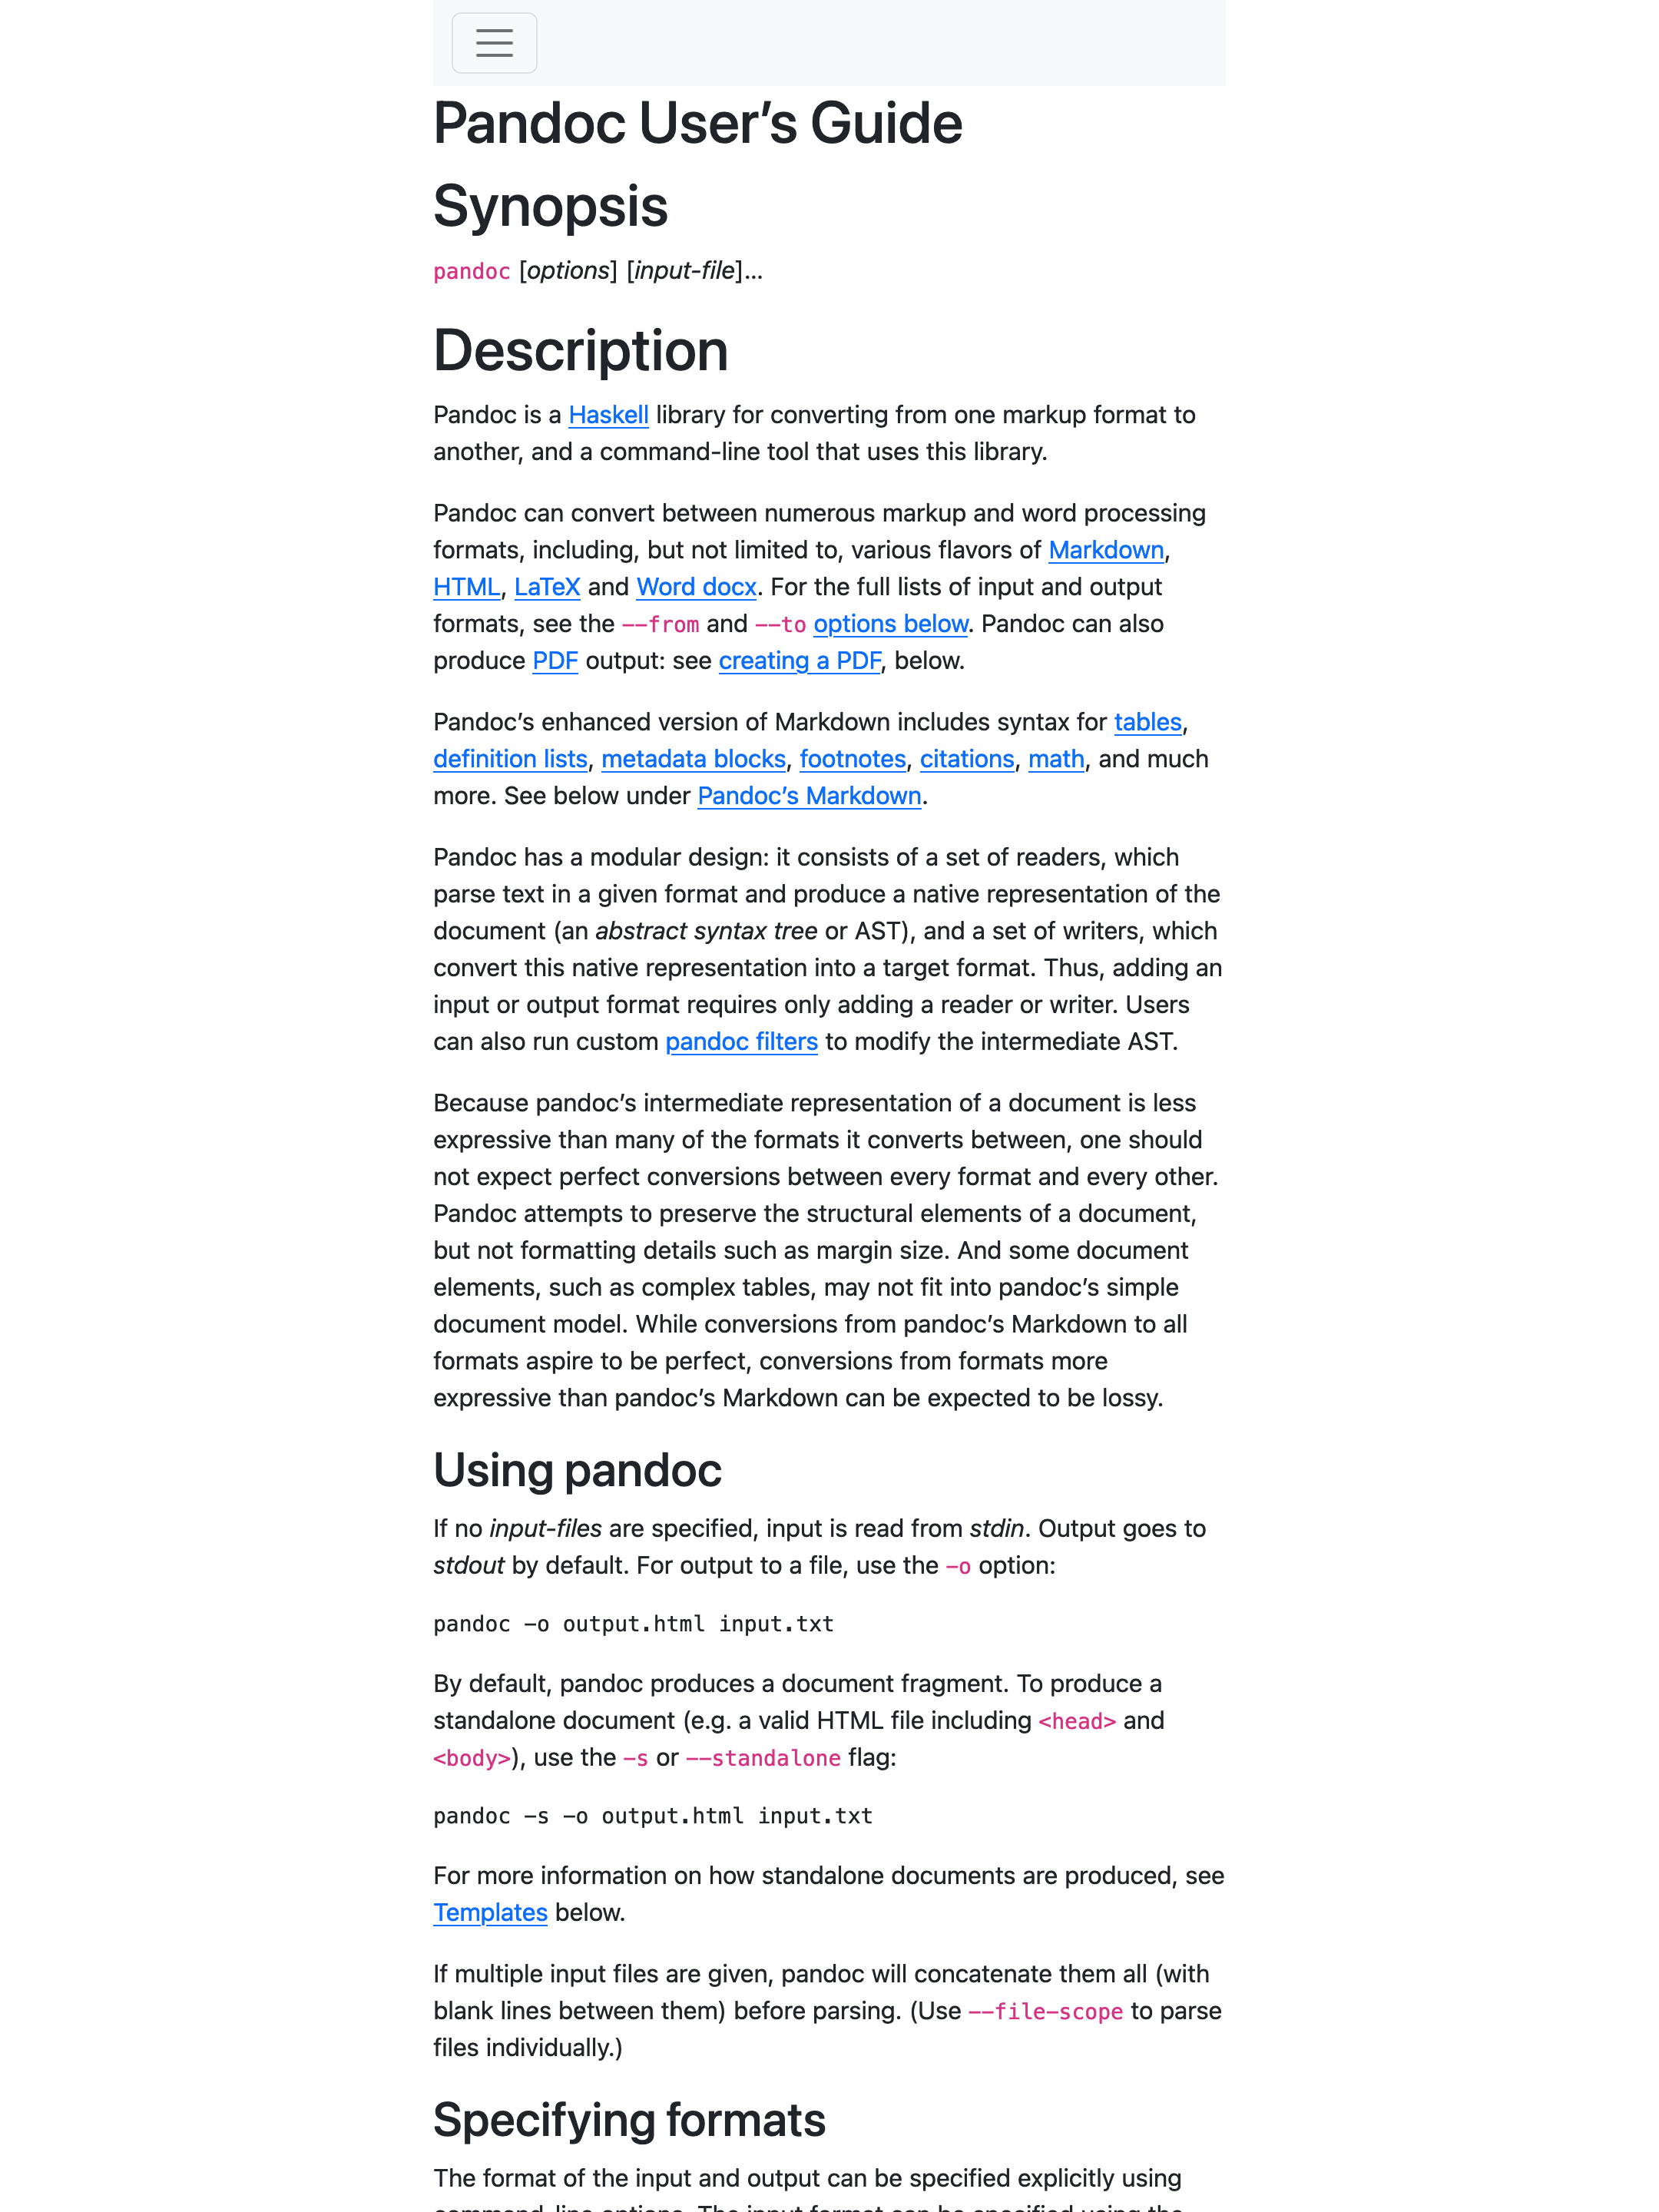 Pandoc User’s Guide
Synopsis
pandoc [options] [input-file]…
Description
Pandoc is a Haskell library for converting from one markup format to
another, and a command-line tool that uses this library.
Pandoc can convert between numerous markup and word processing
formats, including, but not limited to, various flavors of Markdown,
HTML, LaTeX and Word docx. For the full lists of input and output
formats, see the --from and --to options below. Pandoc can also
produce PDF output: see creating a PDF, below.
Pandoc’s enhanced version of Markdown includes syntax for tables,
definition lists, metadata blocks, footnotes, citations, math, and much
more. See below under Pandoc’s Markdown.
Pandoc has a modular design: it consists of a set of readers, which
parse text in a given format and produce a native representation of the
document (an abstract syntax tree or AST), and a set of writers, which
convert this native representation into a target format. Thus, adding an
input or output format requires only adding a reader or writer. Users
can also run custom pandoc filters to modify the intermediate AST.
Because pandoc’s intermediate representation of a document is less
expressive than many of the formats it converts between, one should
not expect perfect conversions between every format and every other.
Pandoc attempts to preserve the structural elements of a document,
but not formatting details such as margin size. And some document
elements, such as complex tables, may not fit into pandoc’s simple
document model. While conversions from pandoc’s Markdown to all
formats aspire to be perfect, conversions from formats more
expressive than pandoc’s Markdown can be expected to be lossy.
Using pandoc
If no input-files are specified, input is read from stdin. Output goes to
stdout by default. For output to a file, use the -o option:
pandoc -o output.html input.txt
By default, pandoc produces a document fragment. To produce a
standalone document (e.g. a valid HTML file including <head> and
<body>), use the -s or --standalone flag:
pandoc -s -o output.html input.txt
For more information on how standalone documents are produced, see
Templates below.
If multiple input files are given, pandoc will concatenate them all (with
blank lines between them) before parsing. (Use --file-scope to parse
files individually.)
Specifying formats
The format of the input and output can be specified explicitly using